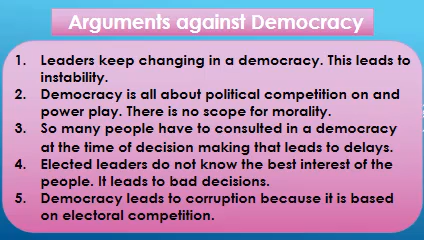 Arguments against Democracy
1. Leaders keep changing in a democracy. This leads to
instability.
2. Democracy is all about political competition on and
power play. There is no scope for morality.
3. So many people have to consulted in a democracy
at the time of decision making that leads to delays.
4. Elected leaders do not know the best interest of the
people. It leads to bad decisions.
5. Democracy leads to corruption because it is based
on electoral competition.